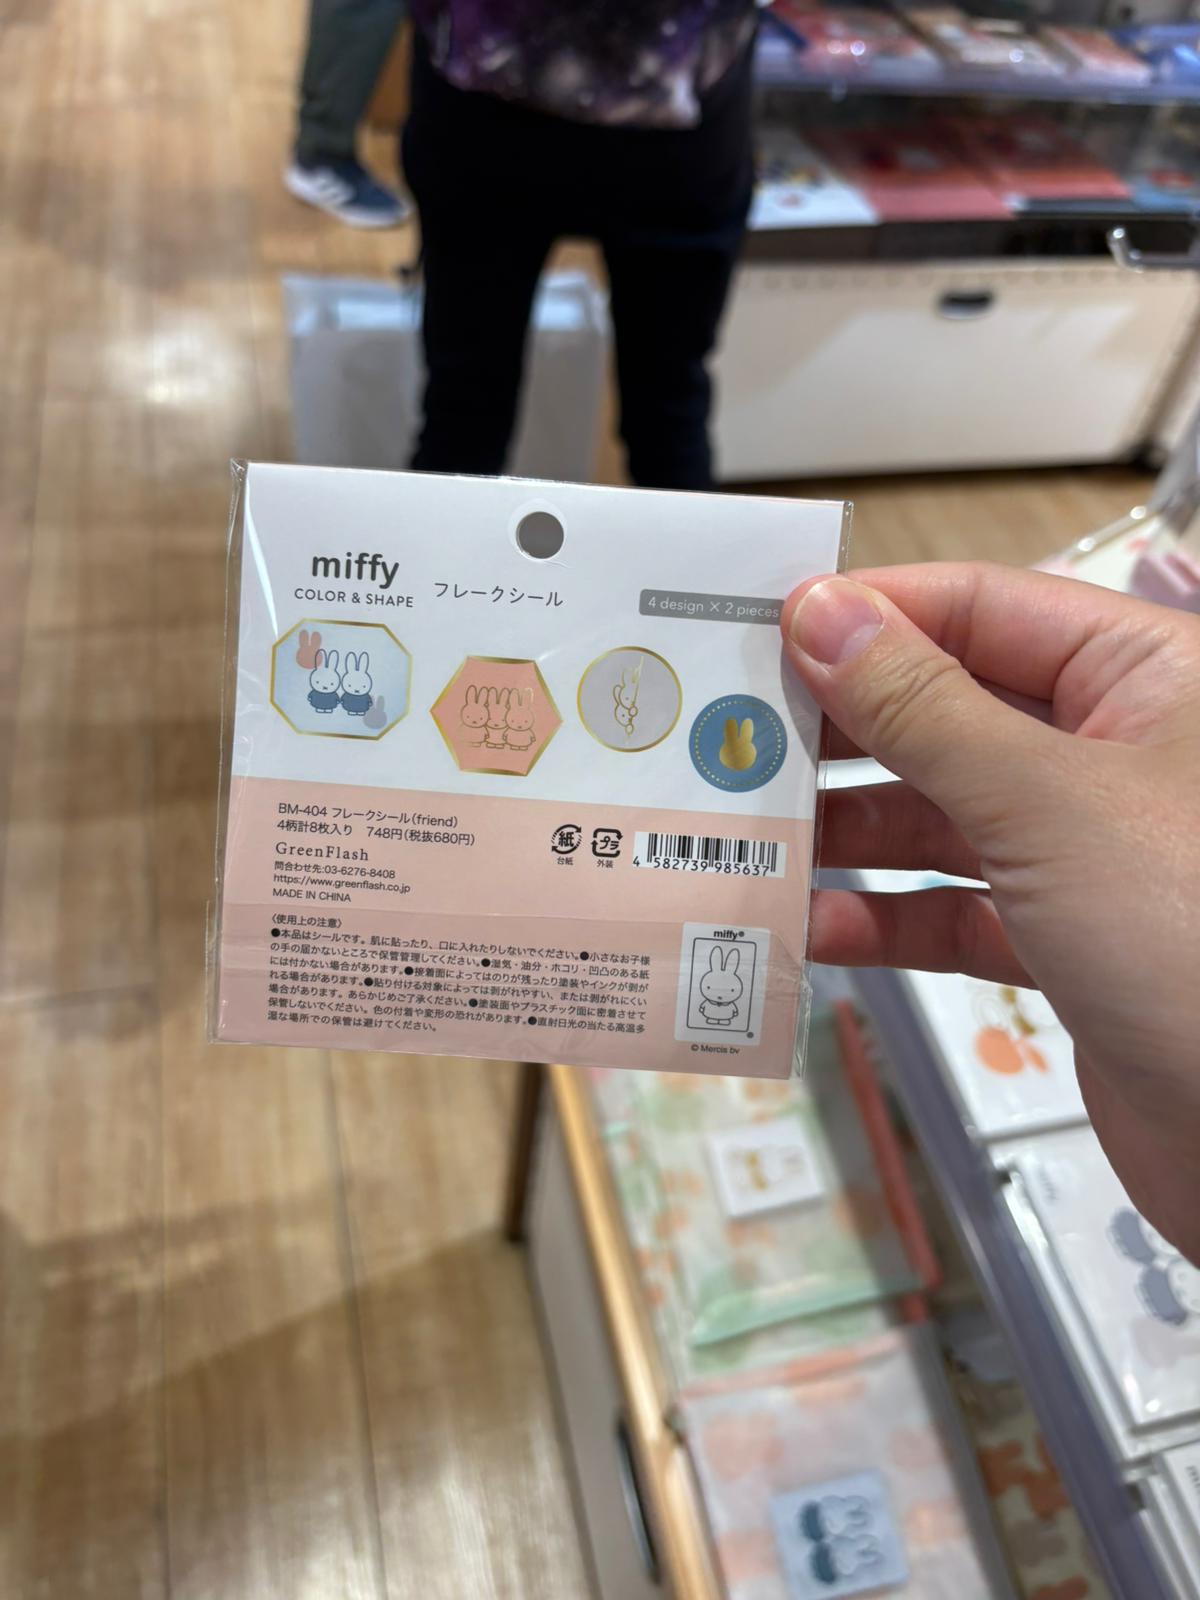 miffy
COLOR & SHAPE
フレークシール
4 design × 2 pieces
BM-404 フレークシール(friend)
4柄計8枚入り 748円(税抜680円)
GreenFlash
問合わせ先:03-6276-8408
https://www.greenflash.co.jp
MADE IN CHINA
紙
台紙
プラ
外装
4 582739 985637
〈使用上の注意〉
●本品はシールです。肌に貼ったり、口に入れたりしないでください。●小さなお子様
の手の届かないところで保管管理してください。●湿気・油分・ホコリ・凹凸のある紙
には付かない場合があります。●接着面によってはのりが残ったり塗装やインクが剥が
れる場合があります。●貼り付ける対象によっては剥がれやすい、または剥がれにくい
場合があります。あらかじめご了承ください。●塗装面やプラスチック面に密着させて
保管しないでください。色の付着や変形の恐れがあります。●直射日光の当たる高温多
湿な場所での保管は避けてください。
miffy®
© Mercis bv
miffy